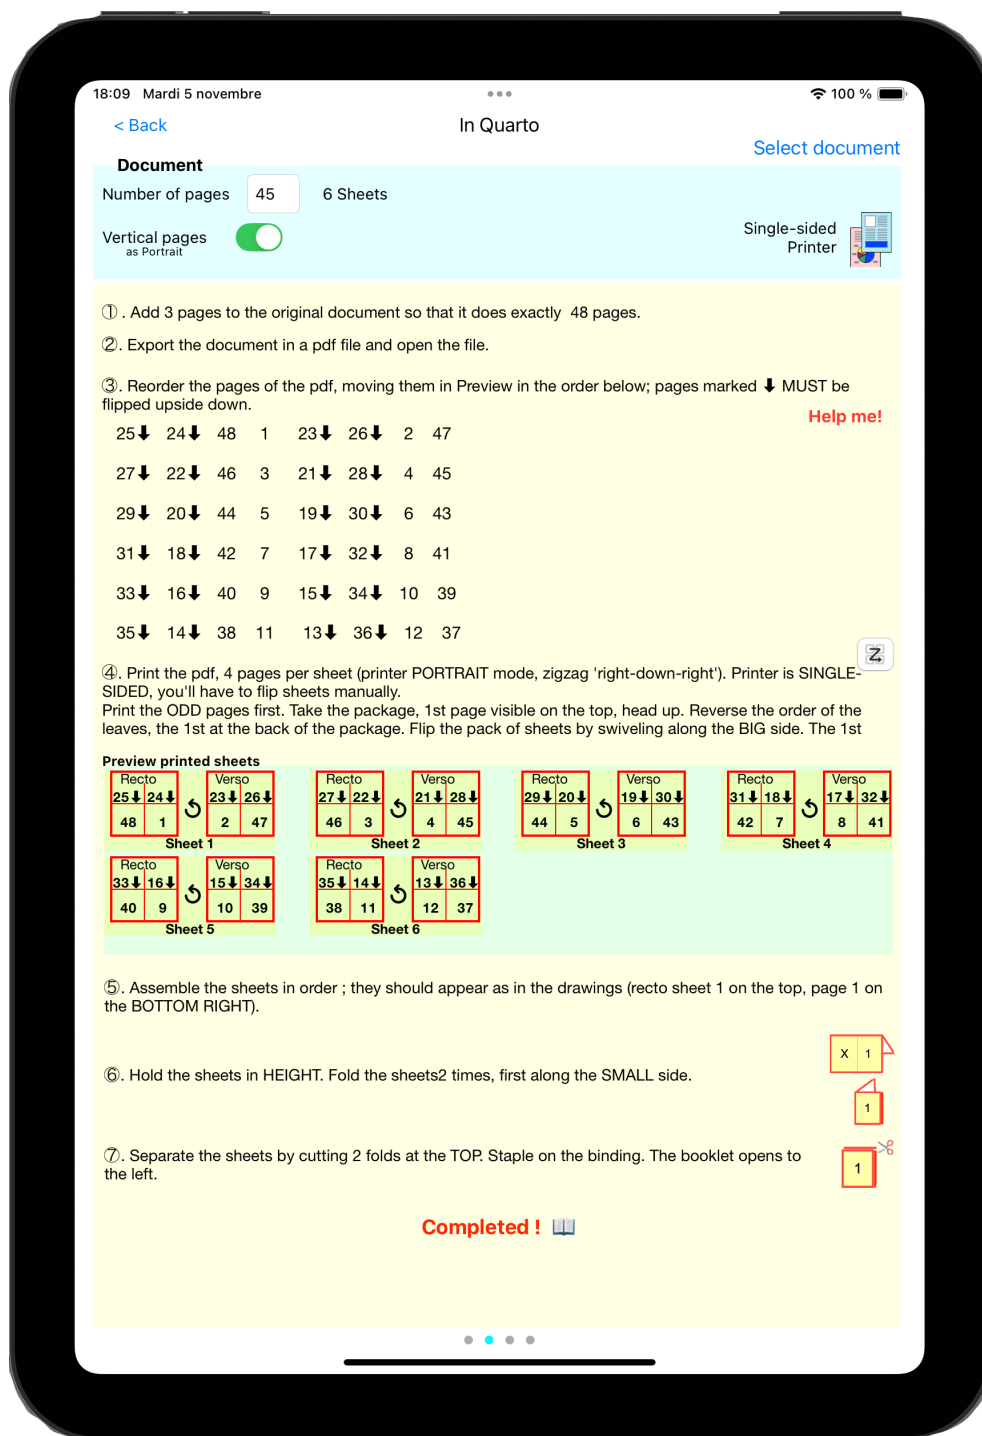 18:09 Mardi 5 novembre
100 %
< Back
In Quarto
Select document
Document
Number of pages 45 6 Sheets
Vertical pages
as Portrait
Single-sided
Printer
①. Add 3 pages to the original document so that it does exactly 48 pages.
②. Export the document in a pdf file and open the file.
③. Reorder the pages of the pdf, moving them in Preview in the order below; pages marked ⬇ MUST be
flipped upside down.
Help me!
25⬇ 24⬇ 48 1 23⬇ 26⬇ 2 47
27⬇ 22⬇ 46 3 21⬇ 28⬇ 4 45
29⬇ 20⬇ 44 5 19⬇ 30⬇ 6 43
31⬇ 18⬇ 42 7 17⬇ 32⬇ 8 41
33⬇ 16⬇ 40 9 15⬇ 34⬇ 10 39
35⬇ 14⬇ 38 11 13⬇ 36⬇ 12 37
④. Print the pdf, 4 pages per sheet (printer PORTRAIT mode, zigzag 'right-down-right'). Printer is SINGLE-
SIDED, you'll have to flip sheets manually.
Print the ODD pages first. Take the package, 1st page visible on the top, head up. Reverse the order of the
leaves, the 1st at the back of the package. Flip the pack of sheets by swiveling along the BIG side. The 1st
Preview printed sheets
Recto Verso Recto Verso Recto Verso Recto Verso
25⬇ 24⬇ 23⬇ 26⬇ 27⬇ 22⬇ 21⬇ 28⬇ 29⬇ 20⬇ 19⬇ 30⬇ 31⬇ 18⬇ 17⬇ 32⬇
48 1 2 47 46 3 4 45 44 5 6 43 42 7 8 41
Sheet 1 Sheet 2 Sheet 3 Sheet 4
Recto Verso Recto Verso
33⬇ 16⬇ 15⬇ 34⬇ 35⬇ 14⬇ 13⬇ 36⬇
40 9 10 39 38 11 12 37
Sheet 5 Sheet 6
⑤. Assemble the sheets in order ; they should appear as in the drawings (recto sheet 1 on the top, page 1 on
the BOTTOM RIGHT).
X 1
⑥. Hold the sheets in HEIGHT. Fold the sheets2 times, first along the SMALL side.
1
⑦. Separate the sheets by cutting 2 folds at the TOP. Staple on the binding. The booklet opens to
the left.
1
Completed !